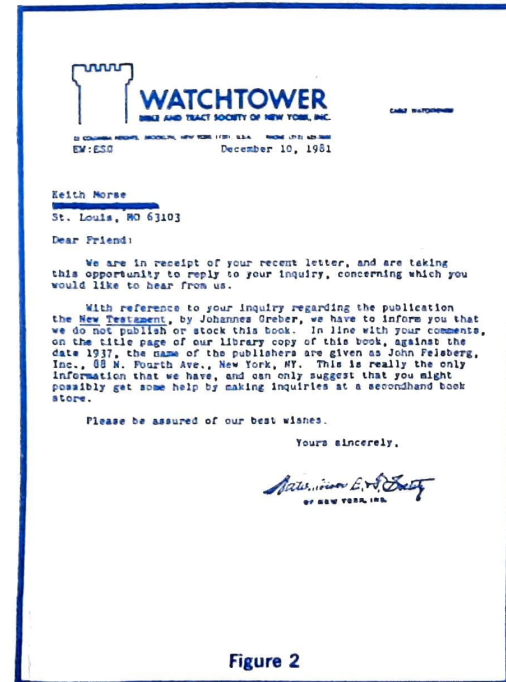 WATCHTOWER
BIBLE AND TRACT SOCIETY OF NEW YORK, INC.
CABLE WATCHTOWER
EW:ESG December 10, 1981
Keith Morse
St. Louis, MO 63103
Dear Friend:
We are in receipt of your recent letter, and are taking
this opportunity to reply to your inquiry, concerning which you
would like to hear from us.
With reference to your inquiry regarding the publication
the New Testament, by Johannes Greber, we have to inform you that
we do not publish or stock this book. In line with your comments,
on the title page of our library copy of this book, against the
date 1937, the name of the publishers are given as John Felsberg,
Inc., 88 N. Fourth Ave., New York, NY. This is really the only
information that we have, and can only suggest that you might
possibly get some help by making inquiries at a secondhand book
store.
Please be assured of our best wishes.
Yours sincerely,
OF NEW YORK, INC.
Figure 2